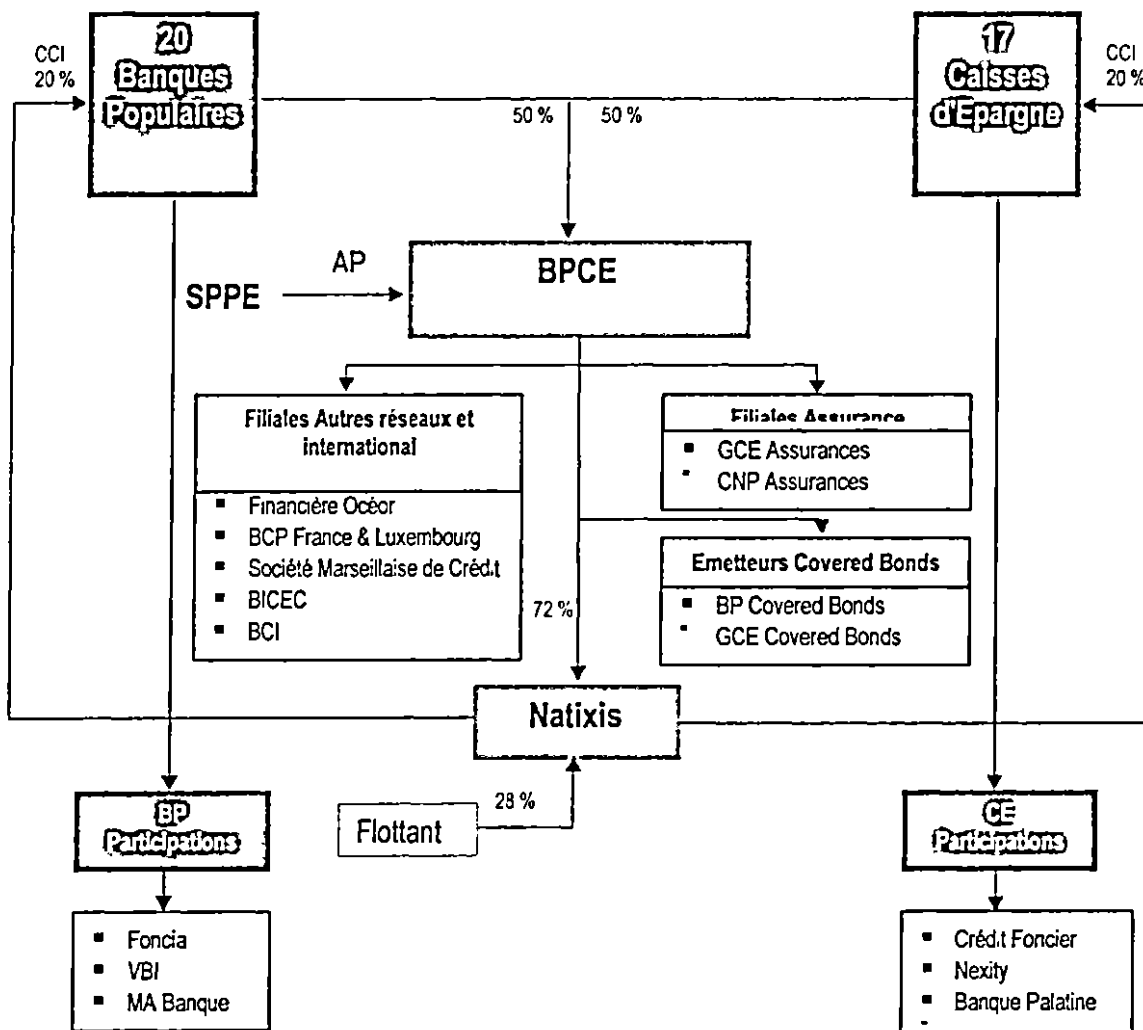 CCI
20 %
20
Banques
Populaires
17
Caisses
d'Epargne
CCI
20 %
50 %
50 %
BPCE
AP
SPPE
Filiales Autres réseaux et
international
Financière Océor
BCP France & Luxembourg
Société Marseillaise de Crédit
BICEC
BCI
Filiales Assurance
GCE Assurances
CNP Assurances
Emetteurs Covered Bonds
BP Covered Bonds
GCE Covered Bonds
72 %
Natixis
28 %
Flottant
BP
Participations
CE
Participations
Foncia
VBI
MA Banque
Crédit Foncier
Nexity
Banque Palatine